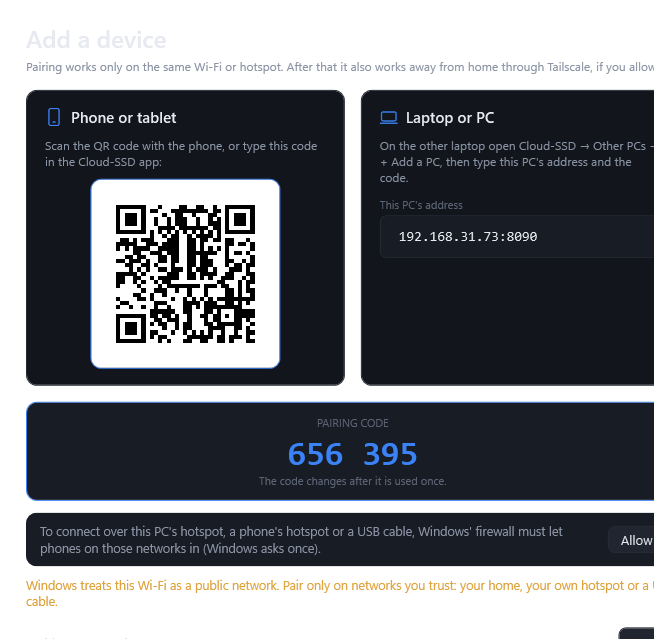 Add a device
Pairing works only on the same Wi-Fi or hotspot. After that it also works away from home through Tailscale, if you allow
Phone or tablet
Scan the QR code with the phone, or type this code
in the Cloud-SSD app:
Laptop or PC
On the other laptop open Cloud-SSD → Other PCs -
+ Add a PC, then type this PC's address and the
code.
This PC's address
192.168.31.73:8090
PAIRING CODE
656 395
The code changes after it is used once.
To connect over this PC's hotspot, a phone's hotspot or a USB cable, Windows' firewall must let
phones on those networks in (Windows asks once).
Allow
Windows treats this Wi-Fi as a public network. Pair only on networks you trust: your home, your own hotspot or a
cable.